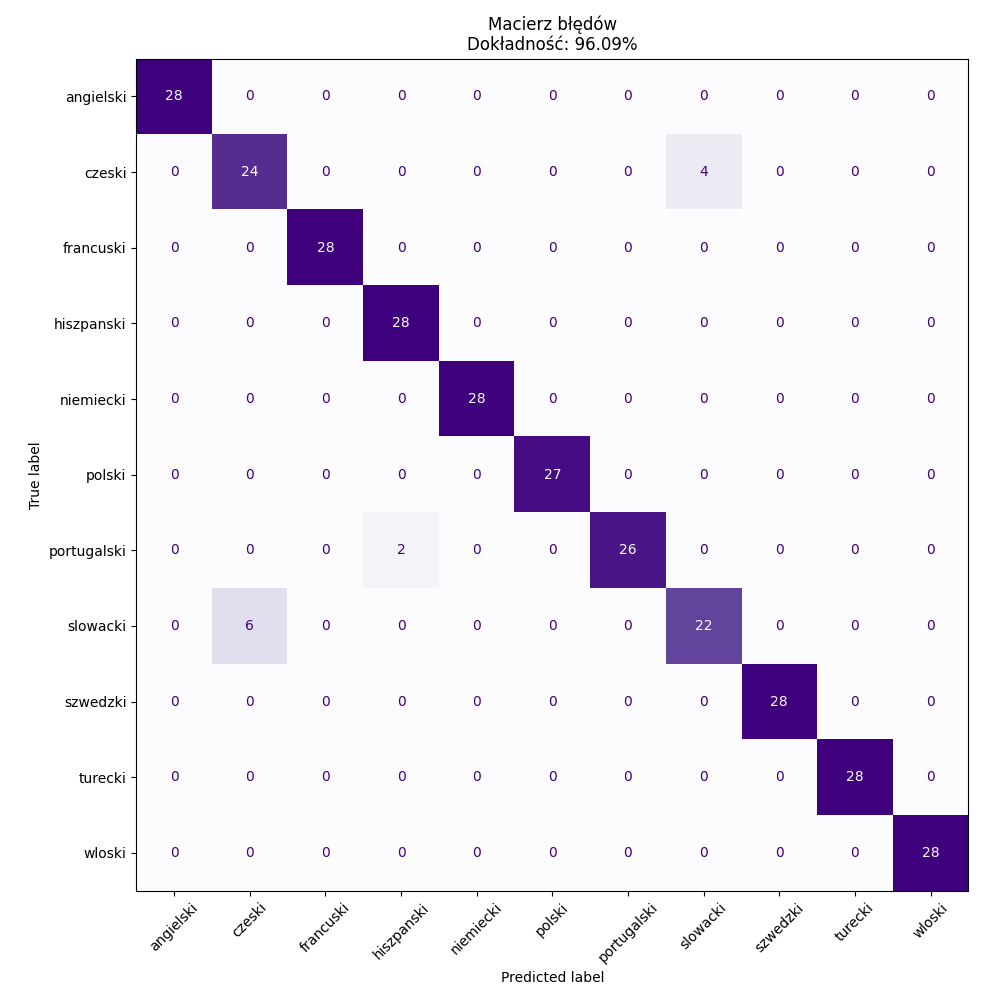 Macierz błędów
Dokładność: 96.09%
angielski 28 0 0 0 0 0 0 0 0 0 0
czeski 0 24 0 0 0 0 0 4 0 0 0
francuski 0 0 28 0 0 0 0 0 0 0 0
hiszpanski 0 0 0 28 0 0 0 0 0 0 0
niemiecki 0 0 0 0 28 0 0 0 0 0 0
polski 0 0 0 0 0 27 0 0 0 0 0
portugalski 0 0 0 2 0 0 26 0 0 0 0
slowacki 0 6 0 0 0 0 0 22 0 0 0
szwedzki 0 0 0 0 0 0 0 0 28 0 0
turecki 0 0 0 0 0 0 0 0 0 28 0
wloski 0 0 0 0 0 0 0 0 0 0 28
True label
angielski czeski francuski hiszpanski niemiecki polski portugalski slowacki szwedzki turecki wloski
Predicted label